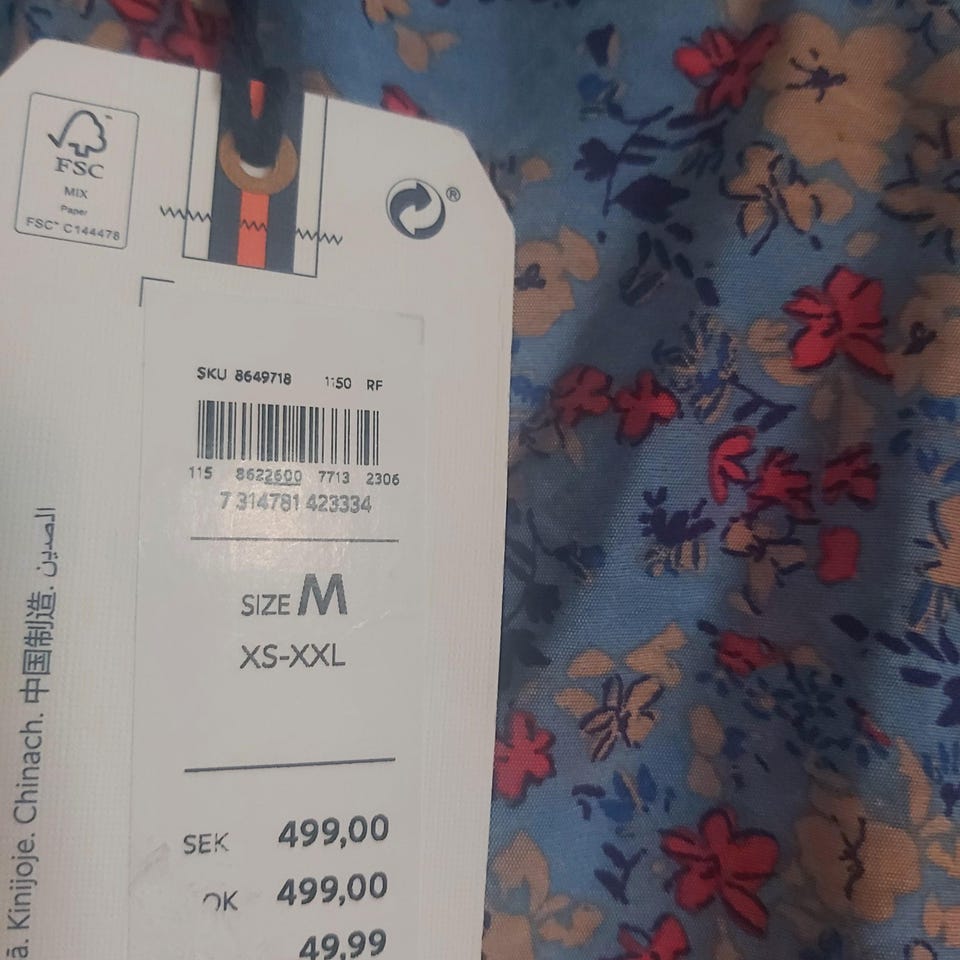 FSC
MIX
Paper
FSC™ C144478
®
SKU 8649718 1150 RF
115 8622600 7713 2306
7 314781 423334
SIZE M
XS-XXL
SEK 499,00
499,00
49,99
ā. Kinijoje. Chinach. 中国制造. الصين